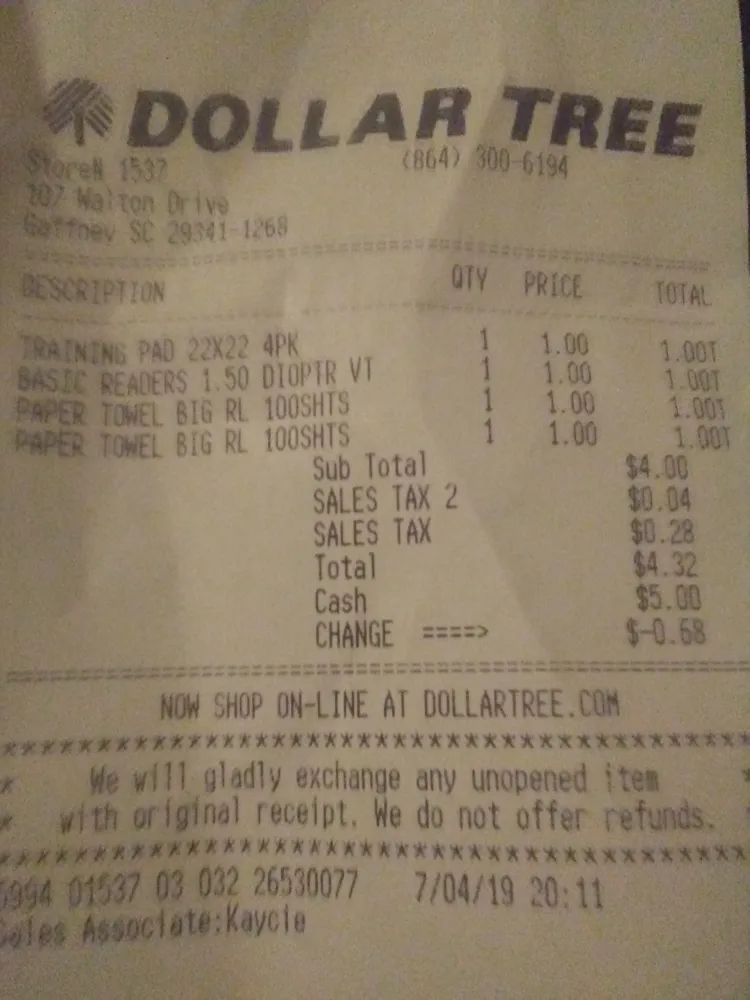 DOLLAR TREE
Store# 1537 (864) 300-6194
207 Walton Drive
Gaffney SC 29341-1268
DESCRIPTION QTY PRICE TOTAL
TRAINING PAD 22X22 4PK 1 1.00 1.00T
BASIC READERS 1.50 DIOPTR VT 1 1.00 1.00T
PAPER TOWEL BIG RL 100SHTS 1 1.00 1.00T
PAPER TOWEL BIG RL 100SHTS 1 1.00 1.00T
Sub Total $4.00
SALES TAX 2 $0.04
SALES TAX $0.28
Total $4.32
Cash $5.00
CHANGE ====> $-0.68
NOW SHOP ON-LINE AT DOLLARTREE.COM
************************************************
* We will gladly exchange any unopened item *
* with original receipt. We do not offer refunds. *
************************************************
5994 01537 03 032 26530077 7/04/19 20:11
Sales Associate:Kaycie